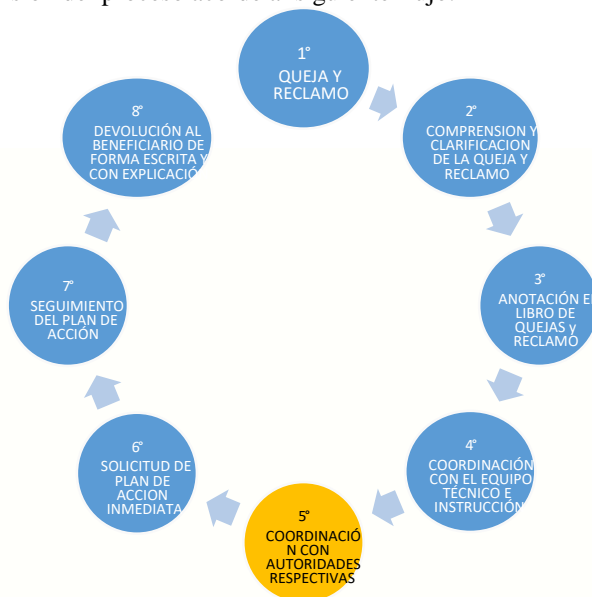 1°
QUEJA Y
RECLAMO
2°
COMPRENSION Y
CLARIFICACION
DE LA QUEJA Y
RECLAMO
3°
ANOTACIÓN E
LIBRO DE
QUEJAS y
RECLAMO
4°
COORDINACIÓN
CON EL EQUIPO
TÉCNICO E
INSTRUCCIÓN
5°
COORDINACIÓ
N CON
AUTORIDADES
RESPECTIVAS
6°
SOLICITUD DE
PLAN DE
ACCION
INMEDIATA
7°
SEGUIMIENTO
DEL PLAN DE
ACCIÓN
8°
DEVOLUCIÓN AL
BENEFICIARIO DE
FORMA ESCRITA Y
CON EXPLICACIÓ